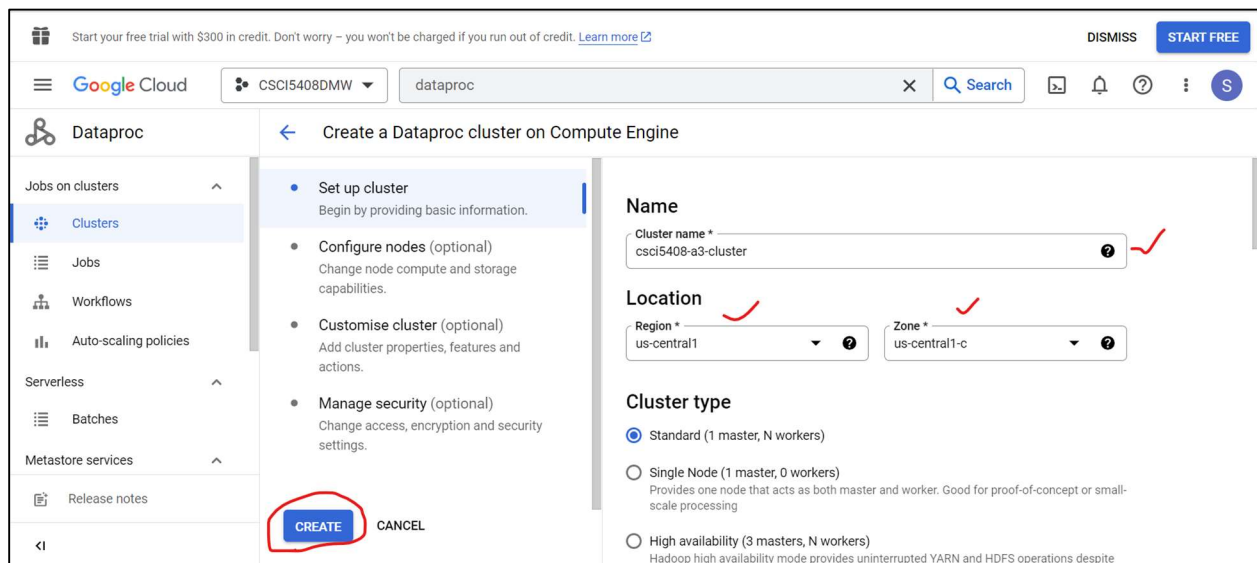 Start your free trial with $300 in credit. Don't worry – you won't be charged if you run out of credit. Learn more
DISMISS
START FREE
Google Cloud
CSCI5408DMW
dataproc
Search
S
Dataproc
Create a Dataproc cluster on Compute Engine
Jobs on clusters
Clusters
Jobs
Workflows
Auto-scaling policies
Serverless
Batches
Metastore services
Release notes
Set up cluster
Begin by providing basic information.
Configure nodes (optional)
Change node compute and storage
capabilities.
Customise cluster (optional)
Add cluster properties, features and
actions.
Manage security (optional)
Change access, encryption and security
settings.
CREATE
CANCEL
Name
Cluster name *
csci5408-a3-cluster
Location
Region *
us-central1
Zone *
us-central1-c
Cluster type
Standard (1 master, N workers)
Single Node (1 master, 0 workers)
Provides one node that acts as both master and worker. Good for proof-of-concept or small-
scale processing
High availability (3 masters, N workers)
Hadoop high availability mode provides uninterrupted YARN and HDFS operations despite